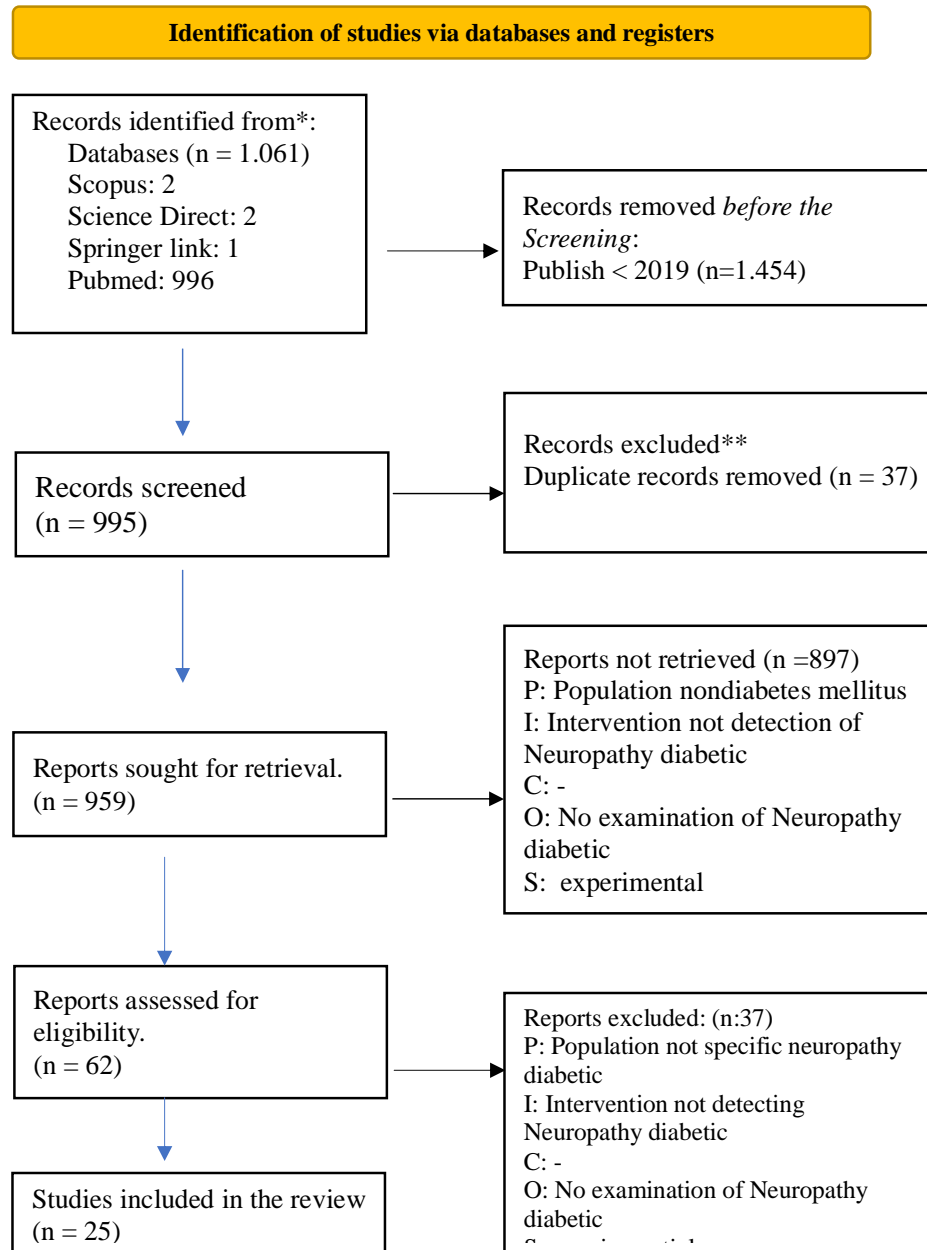 Identification of studies via databases and registers
Records identified from*:
Databases (n = 1.061)
Scopus: 2
Science Direct: 2
Springer link: 1
Pubmed: 996
Records removed before the
Screening:
Publish < 2019 (n=1.454)
Records screened
(n = 995)
Records excluded**
Duplicate records removed (n = 37)
Reports sought for retrieval.
(n = 959)
Reports not retrieved (n =897)
P: Population nondiabetes mellitus
I: Intervention not detection of
Neuropathy diabetic
C: -
O: No examination of Neuropathy
diabetic
S: experimental
Reports assessed for
eligibility.
(n = 62)
Reports excluded: (n:37)
P: Population not specific neuropathy
diabetic
I: Intervention not detecting
Neuropathy diabetic
C: -
O: No examination of Neuropathy
diabetic
Studies included in the review
(n = 25)